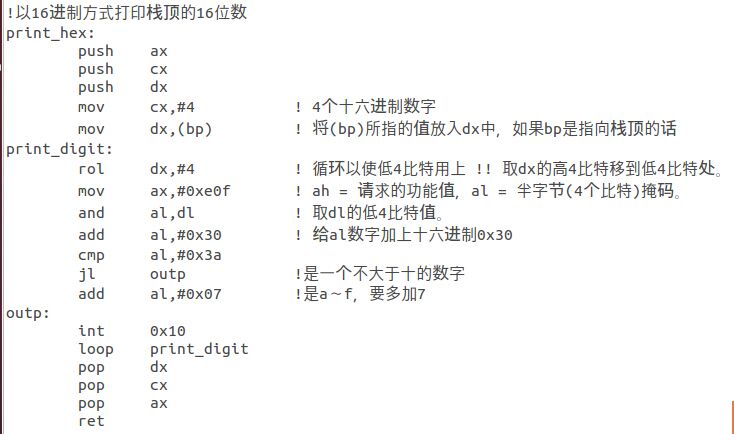 !以16进制方式打印栈顶的16位数
print_hex:
push ax
push cx
push dx
mov cx,#4 ! 4个十六进制数字
mov dx,(bp) ! 将(bp)所指的值放入dx中，如果bp是指向栈顶的话
print_digit:
rol dx,#4 ! 循环以使低4比特用上 !! 取dx的高4比特移到低4比特处。
mov ax,#0xe0f ! ah = 请求的功能值，al = 半字节(4个比特)掩码。
and al,dl ! 取dl的低4比特值。
add al,#0x30 ! 给al数字加上十六进制0x30
cmp al,#0x3a
jl outp !是一个不大于十的数字
add al,#0x07 !是a～f，要多加7
outp:
int 0x10
loop print_digit
pop dx
pop cx
pop ax
ret